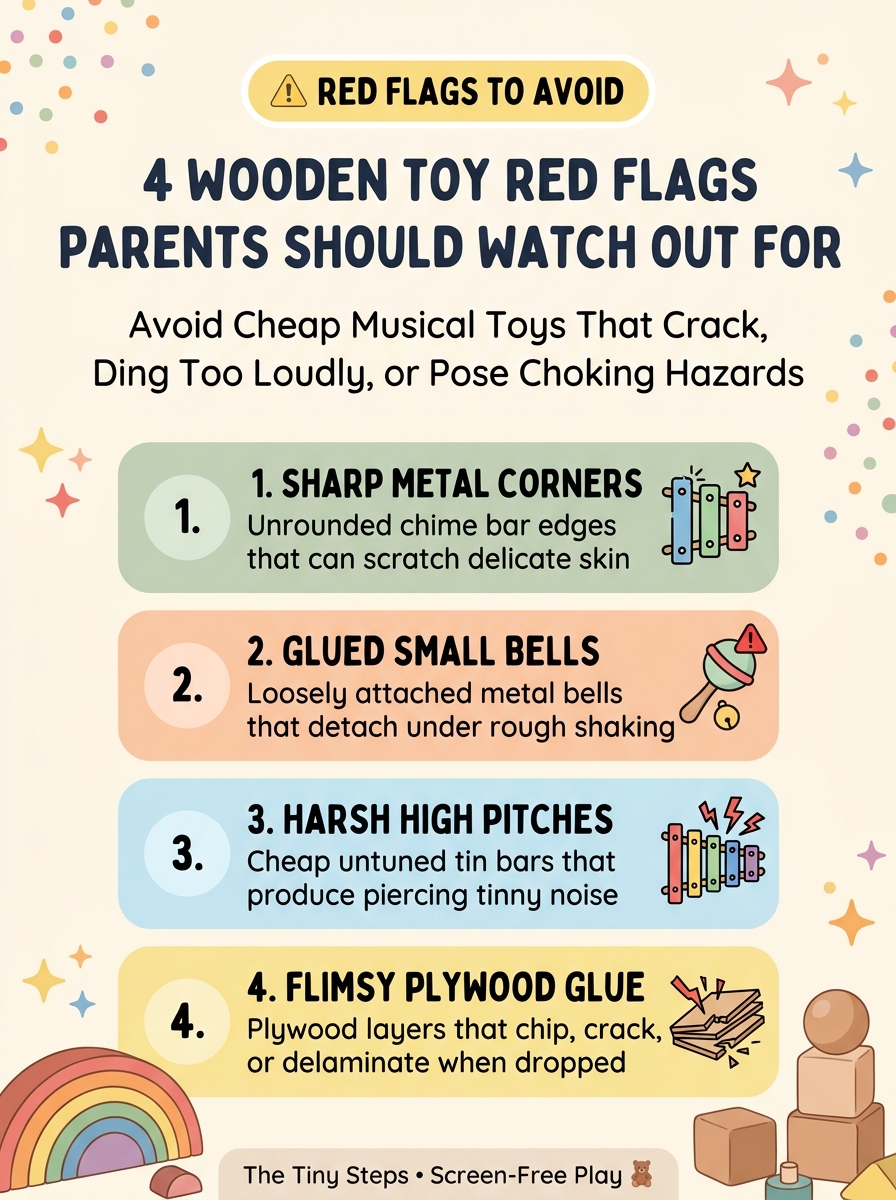 RED FLAGS TO AVOID
4 WOODEN TOY RED FLAGS
PARENTS SHOULD WATCH OUT FOR
Avoid Cheap Musical Toys That Crack,
Ding Too Loudly, or Pose Choking Hazards
1.
1. SHARP METAL CORNERS
Unrounded chime bar edges
that can scratch delicate skin
2.
2. GLUED SMALL BELLS
Loosely attached metal bells
that detach under rough shaking
3.
3. HARSH HIGH PITCHES
Cheap untuned tin bars that
produce piercing tinny noise
4.
4. FLIMSY PLYWOOD GLUE
Plywood layers that chip, crack,
or delaminate when dropped
The Tiny Steps • Screen-Free Play